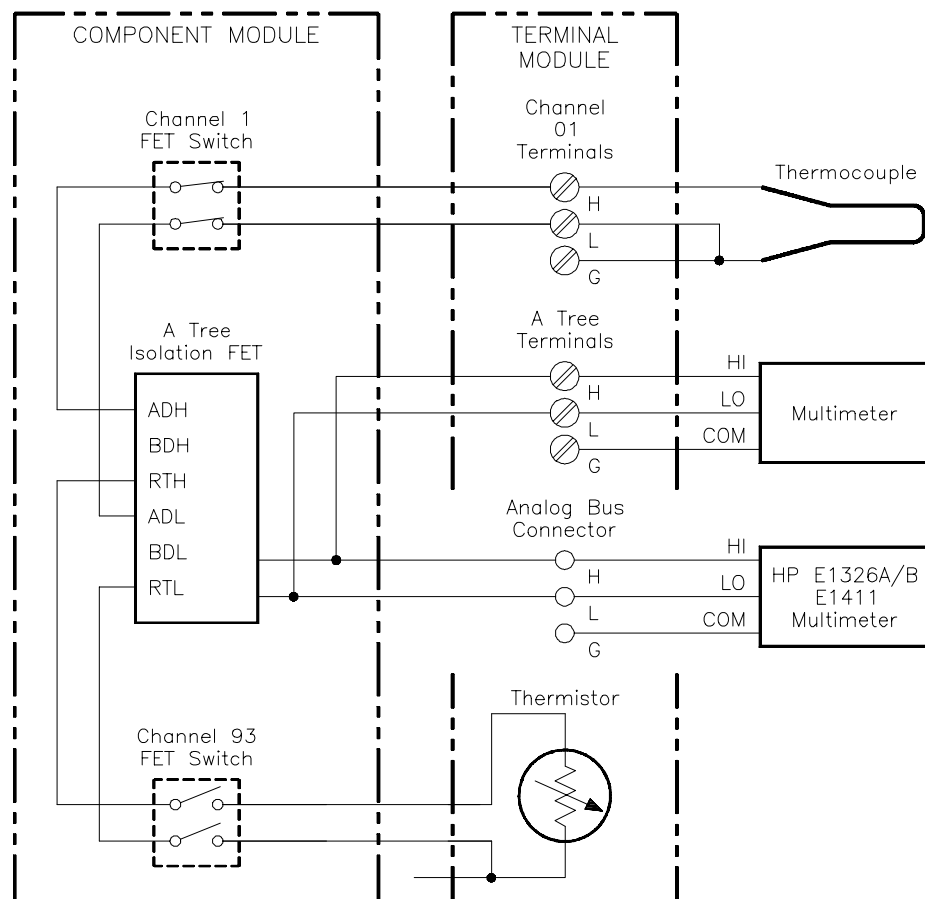 COMPONENT MODULE
TERMINAL
MODULE
Channel 1
FET Switch
Channel
01
Terminals
Thermocouple
H
L
G
A Tree
Isolation FET
A Tree
Terminals
ADH
BDH
RTH
ADL
BDL
RTL
H
L
G
HI
LO
COM
Multimeter
Analog Bus
Connector
H
L
G
HI
LO
COM
HP E1326A/B
E1411
Multimeter
Thermistor
Channel 93
FET Switch